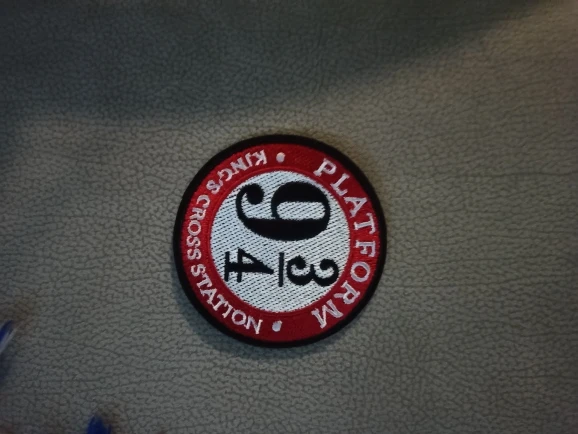 PLATFORM
9 3/4
KING'S CROSS STATION